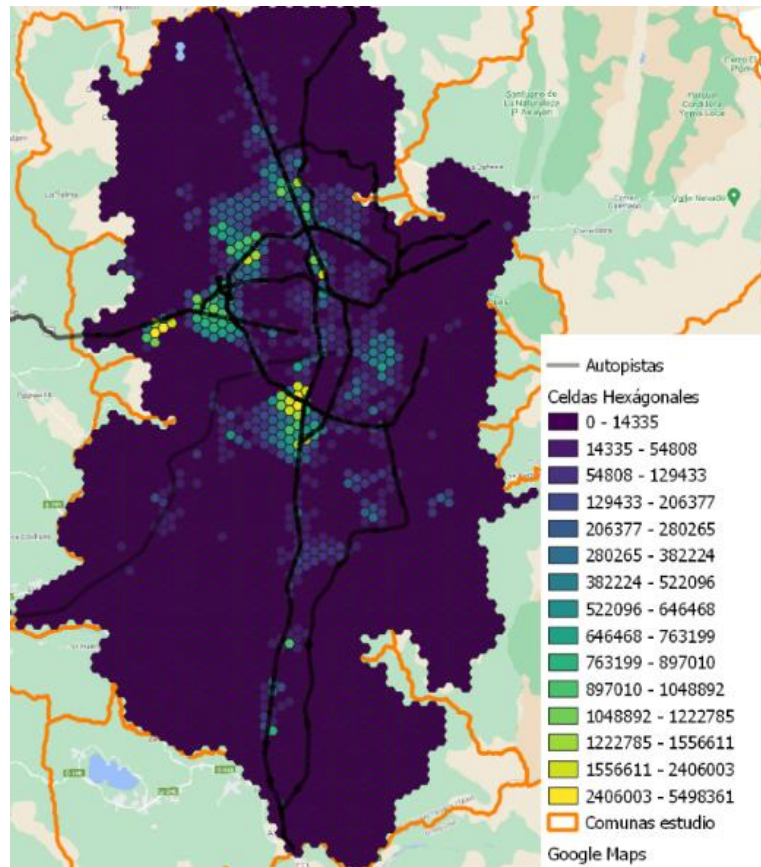 Santuario de
La Naturaleza
Valle Nevado
Autopistas
Celdas Hexágonales
0 - 14335
14335 - 54808
54808 - 129433
129433 - 206377
206377 - 280265
280265 - 382224
382224 - 522096
522096 - 646468
646468 - 763199
763199 - 897010
897010 - 1048892
1048892 - 1222785
1222785 - 1556611
1556611 - 2406003
2406003 - 5498361
Comunas estudio
Google Maps